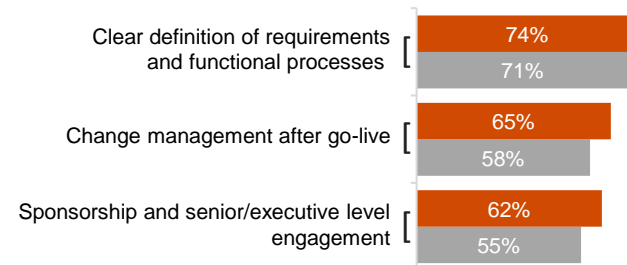 Clear definition of requirements
and functional processes
74%
71%
Change management after go-live
65%
58%
Sponsorship and senior/executive level
engagement
62%
55%